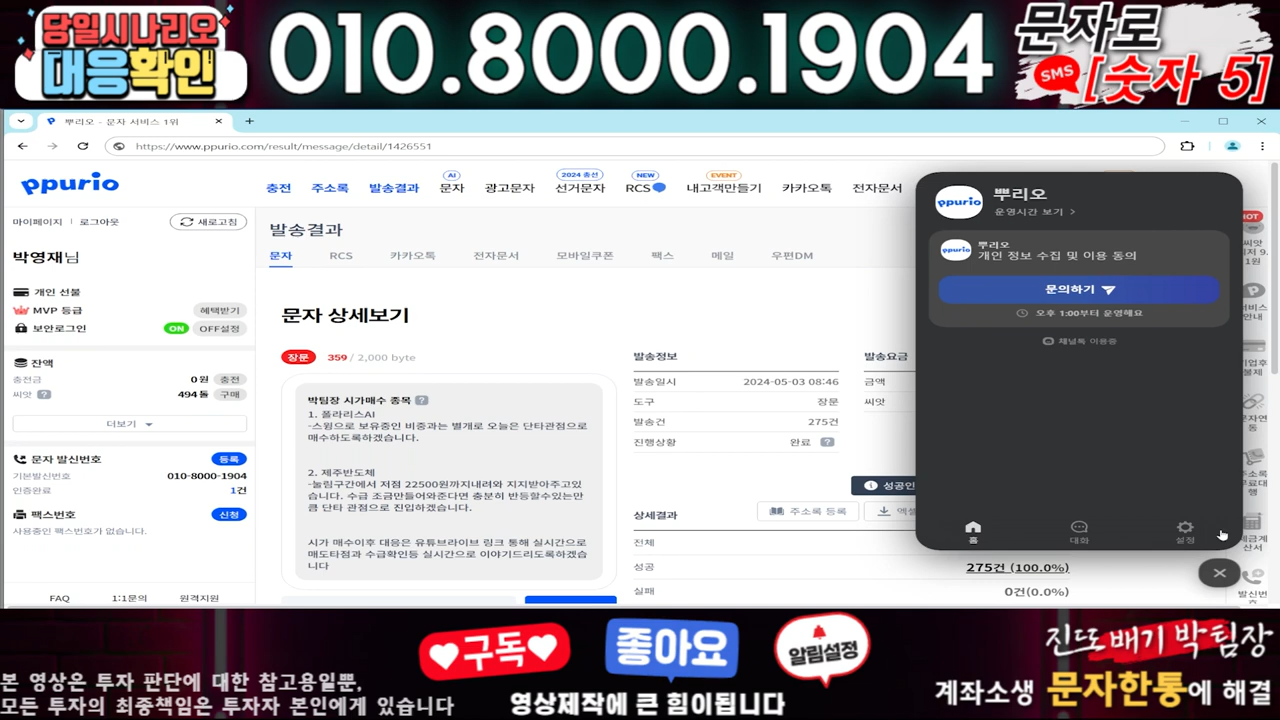 당일시나리오
대응확인
010.8000.1904
문자로
SMS [숫자 5]
뿌리오 - 문자 서비스 1위
https://www.ppurio.com/result/message/detail/1426551
ppurio
충전
주소록
발송결과
AI
문자
광고문자
2024 총선
선거문자
NEW
RCS
EVENT
내고객만들기
카카오톡
전자문서
마이페이지 | 로그아웃
새로고침
박영재님
개인 선불
MVP 등급
혜택받기
보안로그인
ON
OFF설정
잔액
충전금
0원
충전
씨앗 ?
494톨
구매
더보기
문자 발신번호
등록
기본발신번호
010-8000-1904
인증완료
1건
팩스번호
신청
사용중인 팩스번호가 없습니다.
FAQ
1:1문의
원격지원
발송결과
문자
RCS
카카오톡
전자문서
모바일쿠폰
팩스
메일
우편DM
문자 상세보기
장문
359 / 2,000 byte
박팀장 시가매수 종목 ?
1. 폴라리스AI
-스윙으로 보유중인 비중과는 별개로 오늘은 단타관점으로
매수하도록하겠습니다.
2. 제주반도체
-눌림구간에서 저점 22500원까지내려와 지지받아주고있
습니다. 수급 조금만들어와준다면 충분히 반등할수있는만
큼 단타 관점으로 진입하겠습니다.
시가 매수이후 대응은 유튜브라이브 링크 통해 실시간으로
매도타점과 수급확인등 실시간으로 이야기드리도록하겠습
니다
발송정보
발송일시
2024-05-03 08:46
도구
장문
발송건
275건
진행상황
완료 ?
발송요금
금액
씨앗
성공인
상세결과
주소록 등록
엑셀
전체
성공
275건 (100.0%)
실패
0건(0.0%)
ppurio
뿌리오
운영시간 보기 >
ppurio
뿌리오
개인 정보 수집 및 이용 동의
문의하기
오후 1:00부터 운영해요
채널톡 이용중
홈
대화
설정
구독
좋아요
알림설정
영상제작에 큰 힘이됩니다
본 영상은 투자 판단에 대한 참고용일뿐,
모든 투자의 최종책임은 투자자 본인에게 있습니다
진또배기 박팀장
계좌소생 문자한통에 해결